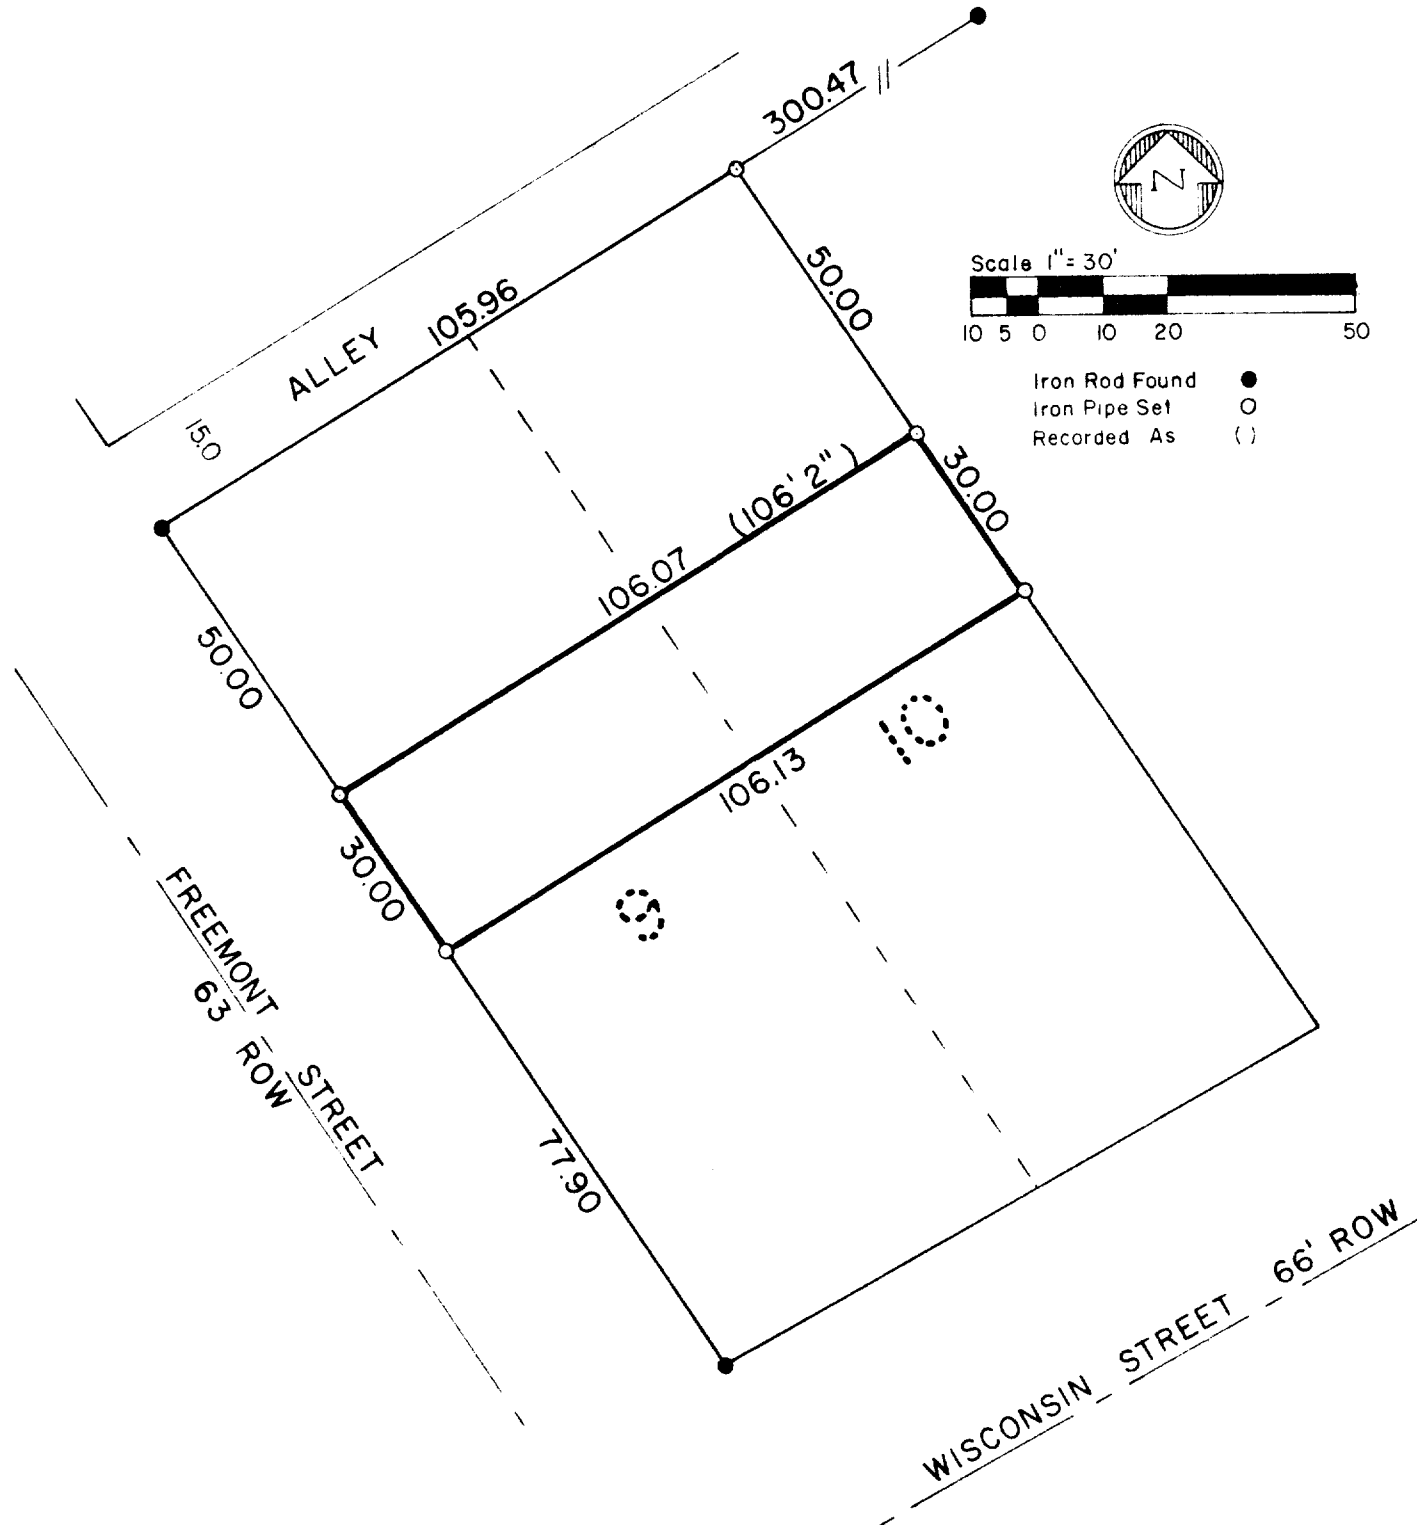 300.47
N
Scale 1"= 30'
10 5 0 10 20 50
Iron Rod Found
Iron Pipe Set
Recorded As ( )
ALLEY
105.96
15.0
50.00
50.00
(106' 2")
106.07
30.00
30.00
106.13
10
9
FREEMONT STREET
63 ROW
77.90
WISCONSIN STREET 66' ROW